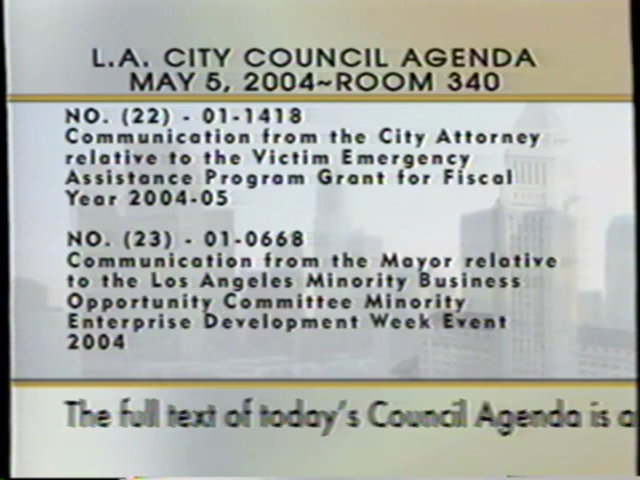 L.A. CITY COUNCIL AGENDA
MAY 5, 2004~ROOM 340
NO. (22) - 01-1418
Communication from the City Attorney
relative to the Victim Emergency
Assistance Program Grant for Fiscal
Year 2004-05
NO. (23) - 01-0668
Communication from the Mayor relative
to the Los Angeles Minority Business
Opportunity Committee Minority
Enterprise Development Week Event
2004
The full text of today's Council Agenda is a